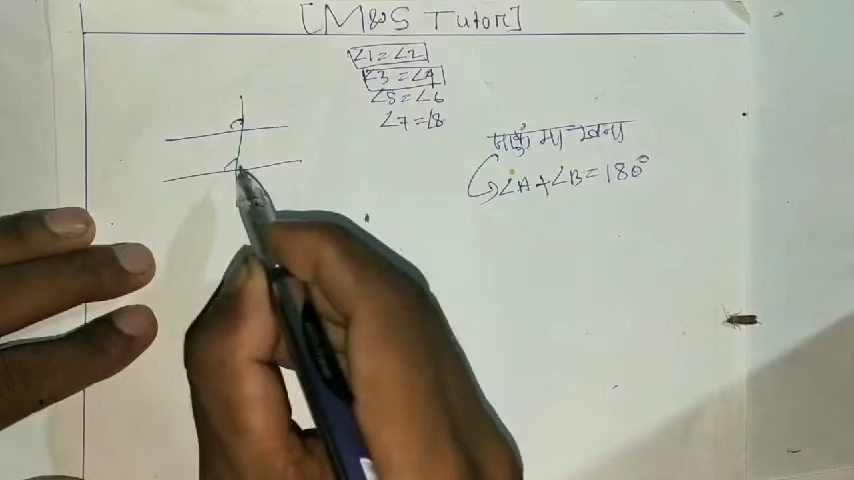 [M&S Tutor]
∠1=∠2
∠3=∠4
∠5=∠6
∠7=∠8
∠A+∠B=180°